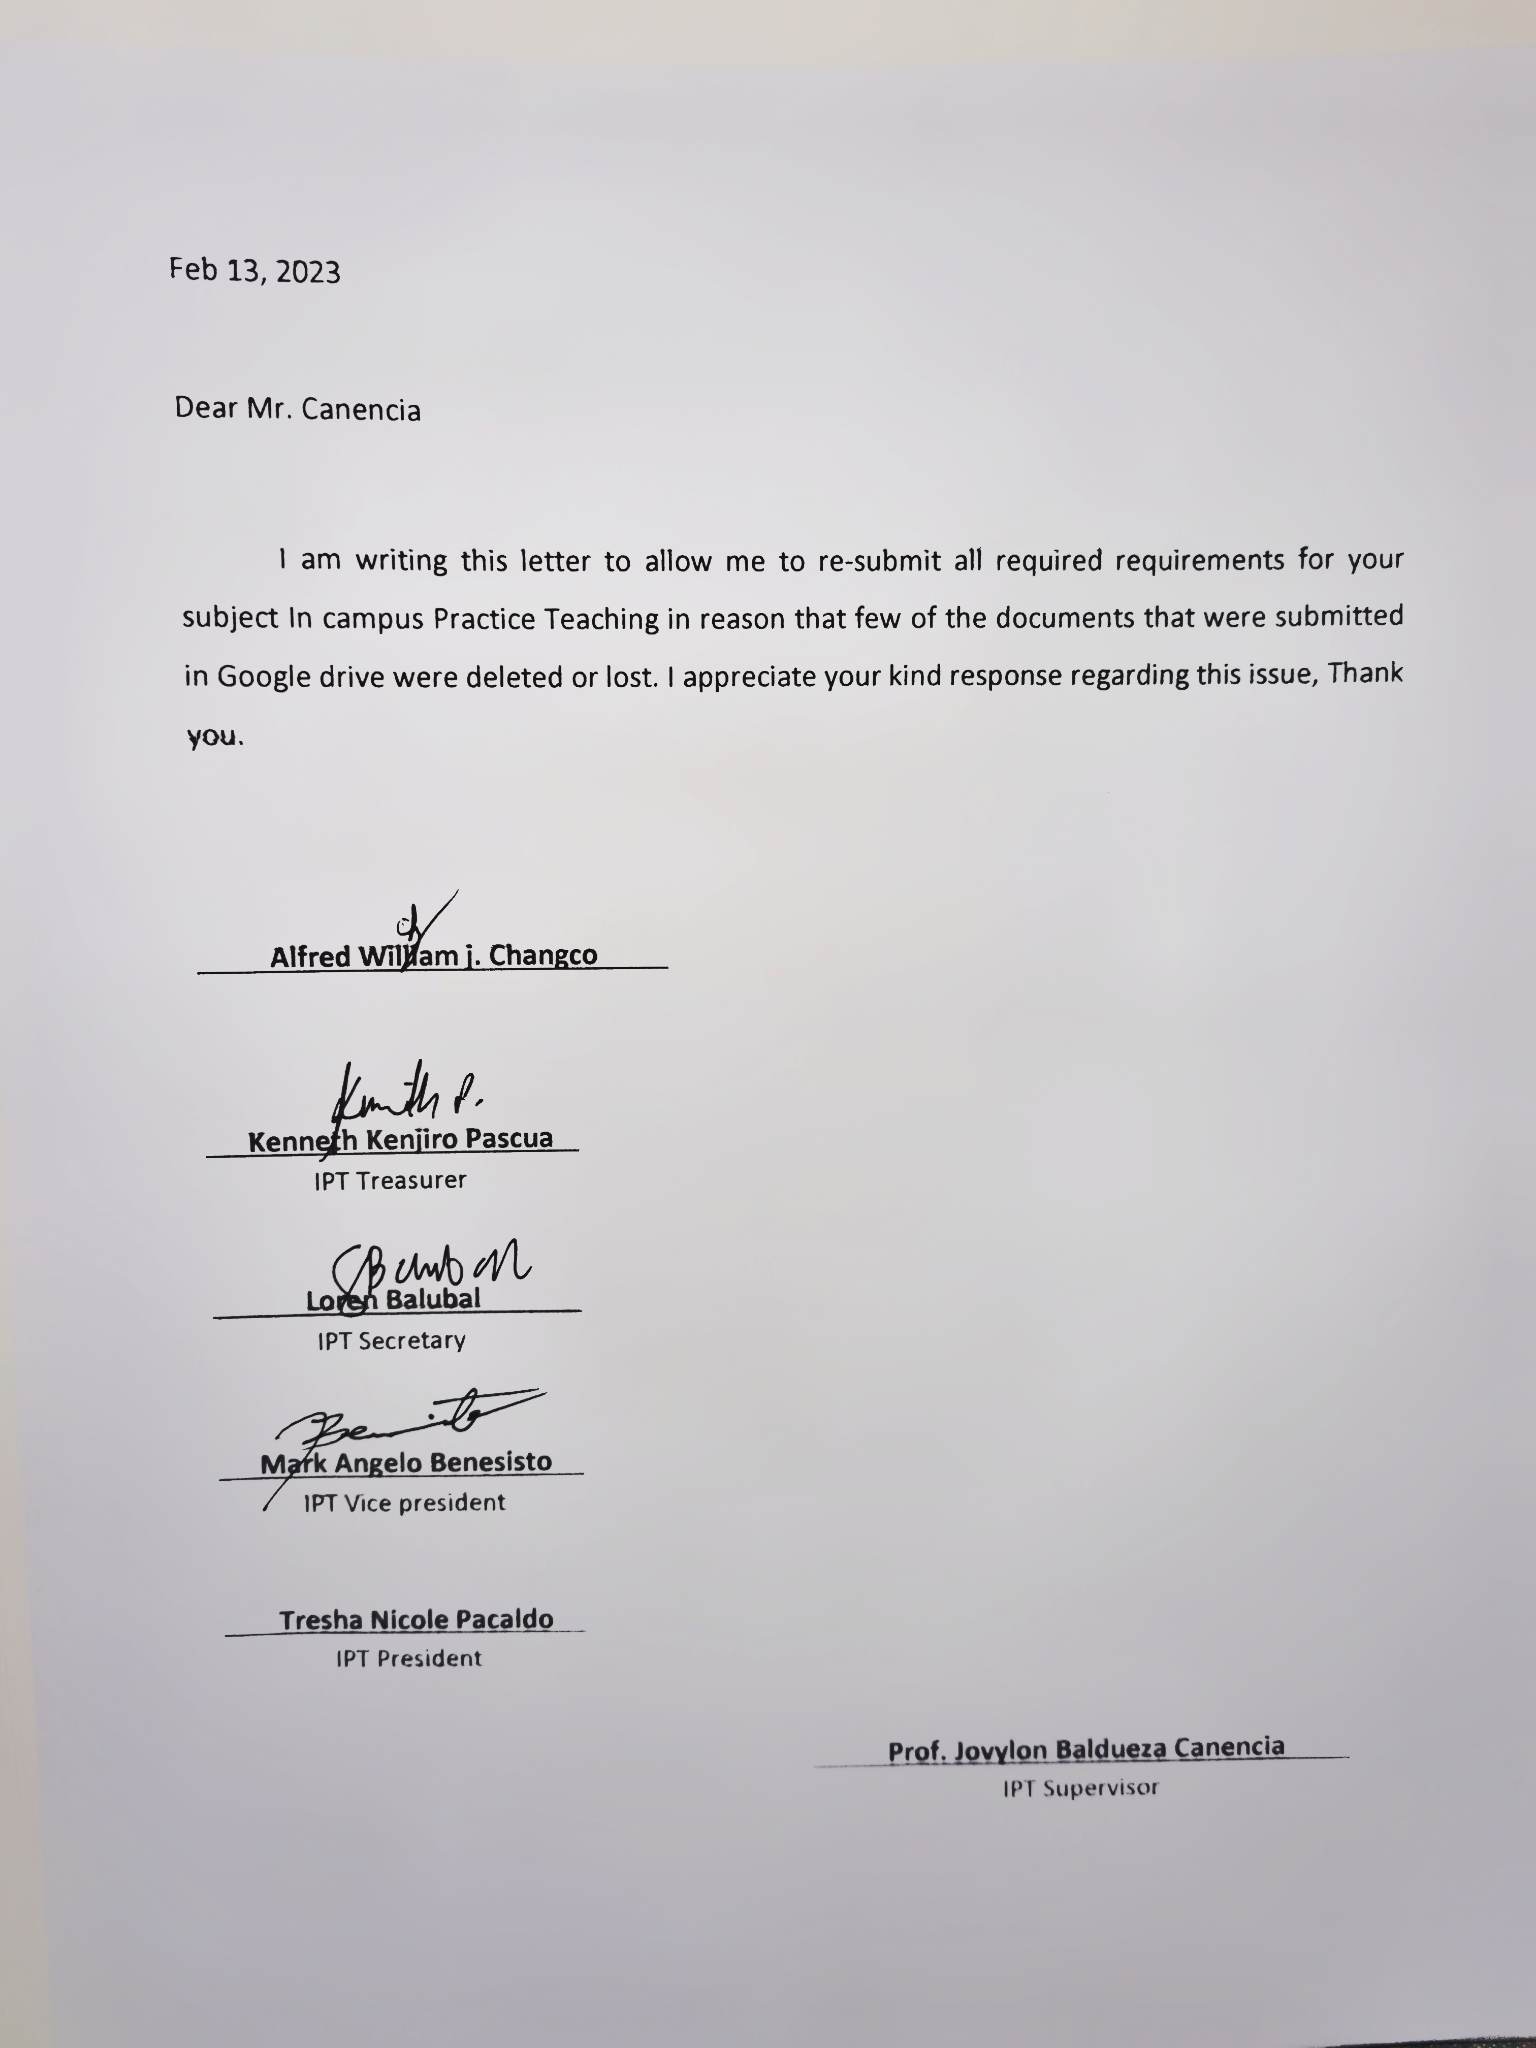 Feb 13, 2023
Dear Mr. Canencia
I am writing this letter to allow me to re-submit all required requirements for your
subject In campus Practice Teaching in reason that few of the documents that were submitted
in Google drive were deleted or lost. I appreciate your kind response regarding this issue, Thank
you.
Alfred William j. Changco
Kenneth P.
Kenneth Kenjiro Pascua
IPT Treasurer
Loren Balubal
IPT Secretary
Mark Angelo Benesisto
IPT Vice president
Tresha Nicole Pacaldo
IPT President
Prof. Jovylon Baldueza Canencia
IPT Supervisor